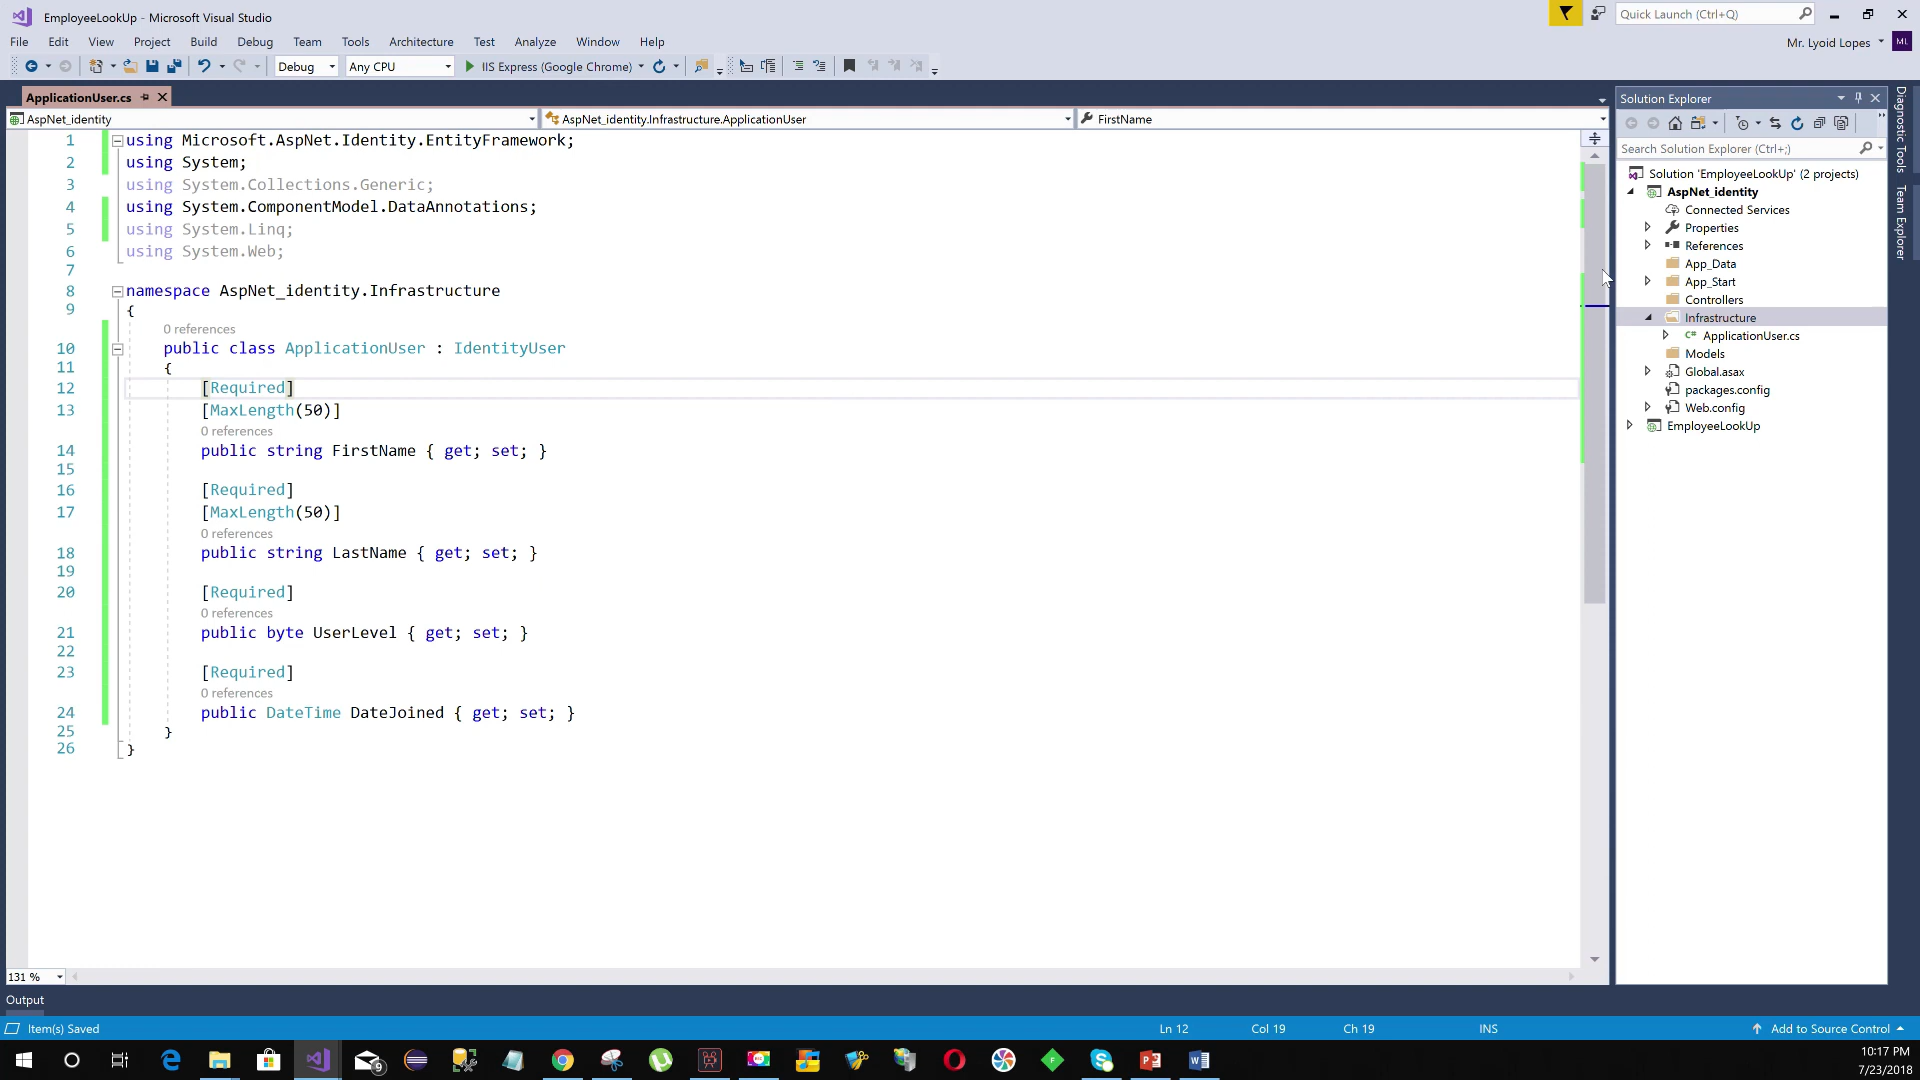 EmployeeLookUp - Microsoft Visual Studio
Quick Launch (Ctrl+Q)
File Edit View Project Build Debug Team Tools Architecture Test Analyze Window Help
Mr. Lyoid Lopes
ML
Debug Any CPU IIS Express (Google Chrome)
ApplicationUser.cs
AspNet_identity AspNet_identity.Infrastructure.ApplicationUser FirstName
1 using Microsoft.AspNet.Identity.EntityFramework;
2 using System;
3 using System.Collections.Generic;
4 using System.ComponentModel.DataAnnotations;
5 using System.Linq;
6 using System.Web;
7
8 namespace AspNet_identity.Infrastructure
9 {
0 references
10 public class ApplicationUser : IdentityUser
11 {
12 [Required]
13 [MaxLength(50)]
0 references
14 public string FirstName { get; set; }
15
16 [Required]
17 [MaxLength(50)]
0 references
18 public string LastName { get; set; }
19
20 [Required]
0 references
21 public byte UserLevel { get; set; }
22
23 [Required]
0 references
24 public DateTime DateJoined { get; set; }
25 }
26 }
131 %
Solution Explorer
Search Solution Explorer (Ctrl+;)
Solution 'EmployeeLookUp' (2 projects)
AspNet_identity
Connected Services
Properties
References
App_Data
App_Start
Controllers
Infrastructure
C# ApplicationUser.cs
Models
Global.asax
packages.config
Web.config
EmployeeLookUp
Diagnostic Tools
Team Explorer
Output
Item(s) Saved Ln 12 Col 19 Ch 19 INS Add to Source Control
9
10:17 PM
7/23/2018